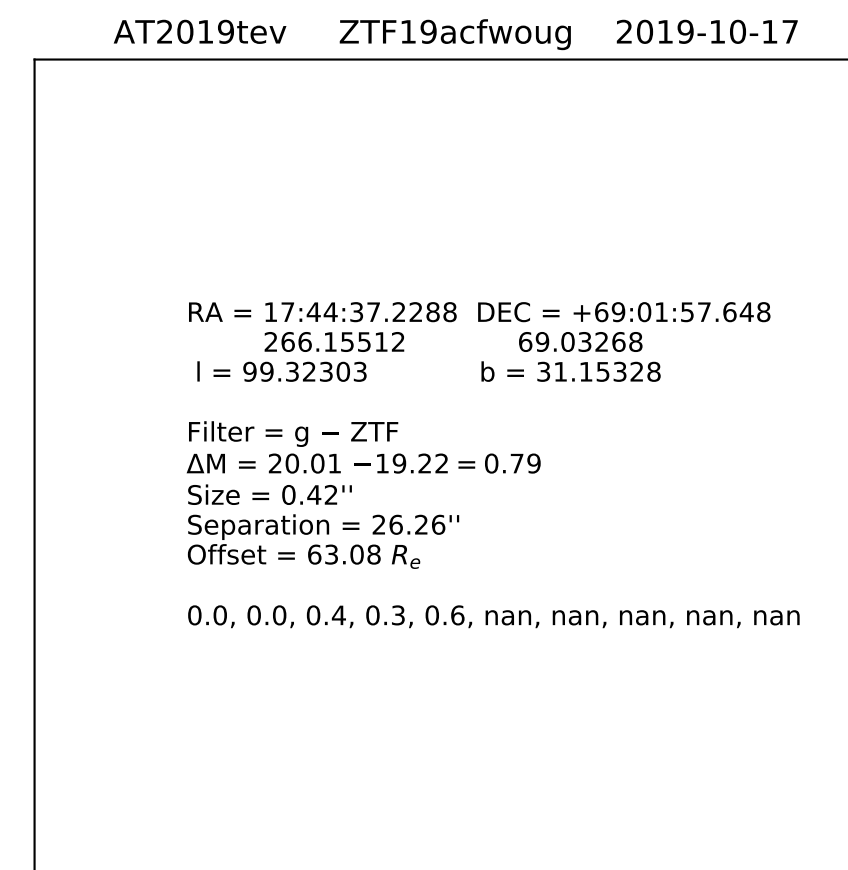 AT2019tev ZTF19acfwoug 2019-10-17
RA = 17:44:37.2288 DEC = +69:01:57.648
266.15512 69.03268
l = 99.32303 b = 31.15328
Filter = g − ZTF
ΔM = 20.01 −19.22 = 0.79
Size = 0.42''
Separation = 26.26''
Offset = 63.08 Re
0.0, 0.0, 0.4, 0.3, 0.6, nan, nan, nan, nan, nan